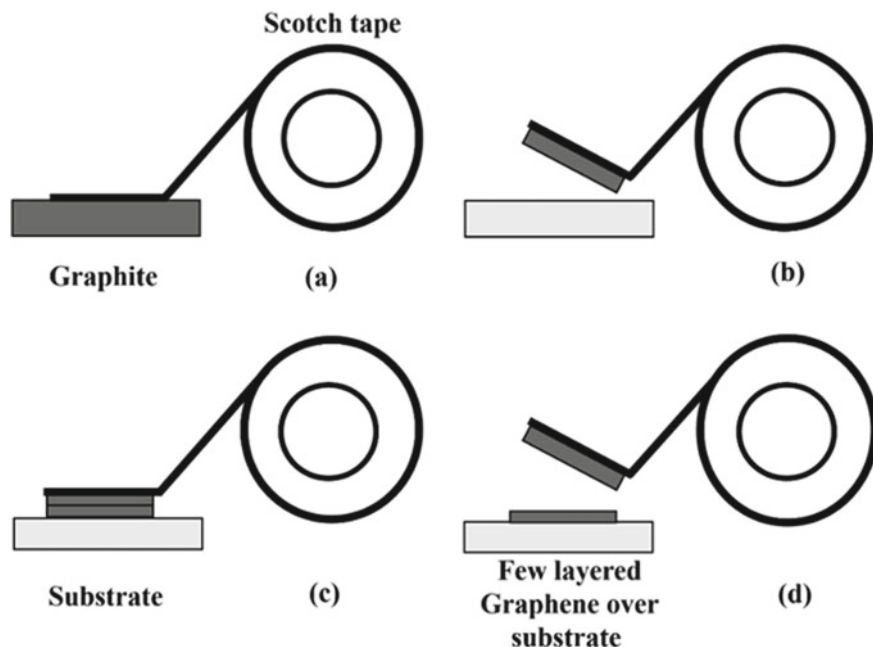 Scotch tape
Graphite
(a)
(b)
Substrate
(c)
Few layered
Graphene over
substrate
(d)